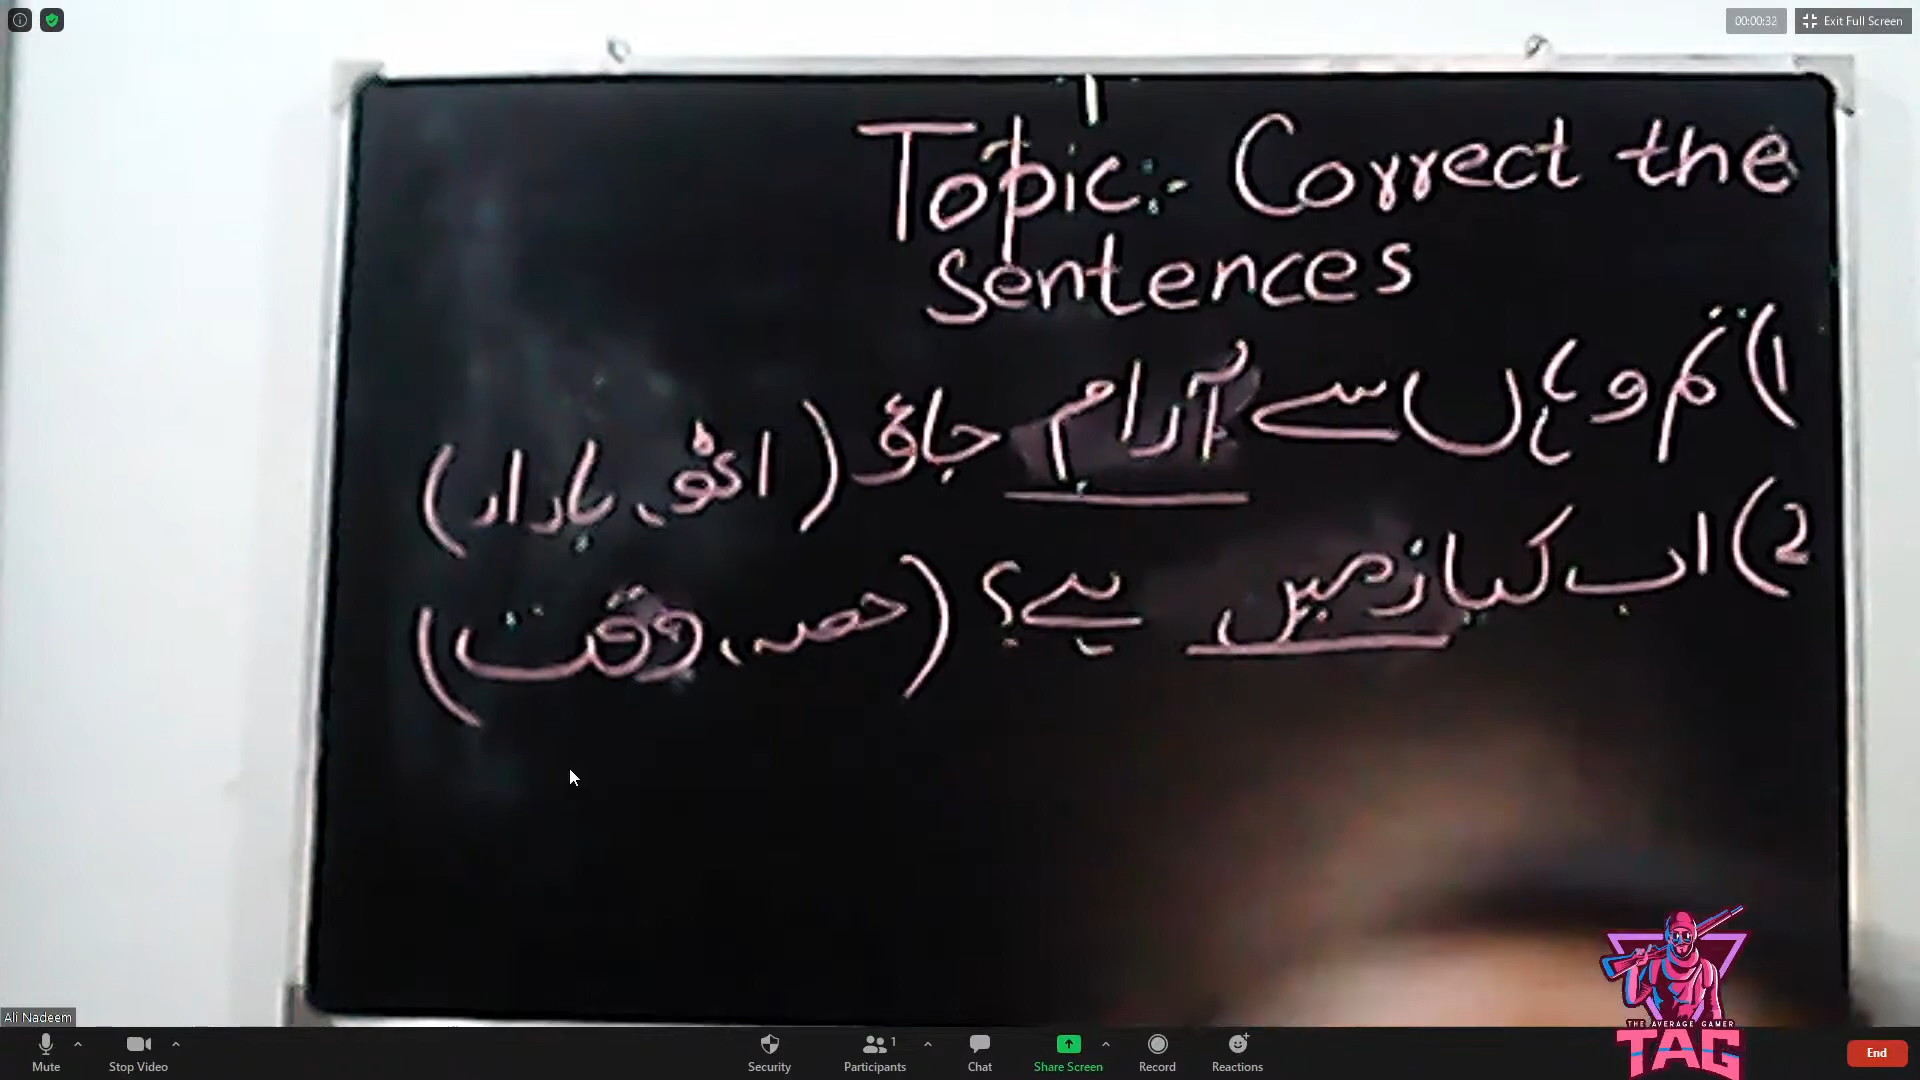 00:00:32
Exit Full Screen
Topic:- Correct the
Sentences
1) تم وہاں سے آرام جاؤ ( اٹھو، بازار )
2) اب کیا زمیں ہے؟ ( حصہ، وقت )
Ali Nadeem
Mute
Stop Video
Security
Participants
1
Chat
Share Screen
Record
Reactions
End
THE AVERAGE GAMER
TAG